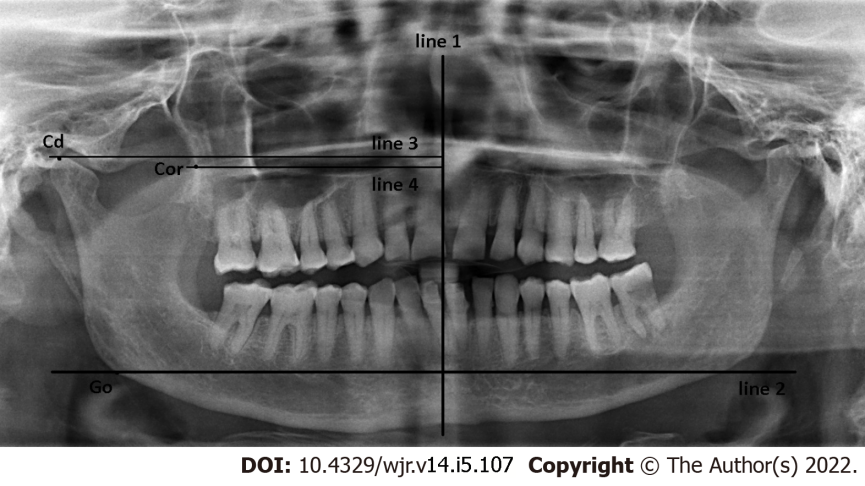 line 1
Cd
line 3
Cor
line 4
Go
line 2
DOI: 10.4329/wjr.v14.i5.107 Copyright © The Author(s) 2022.